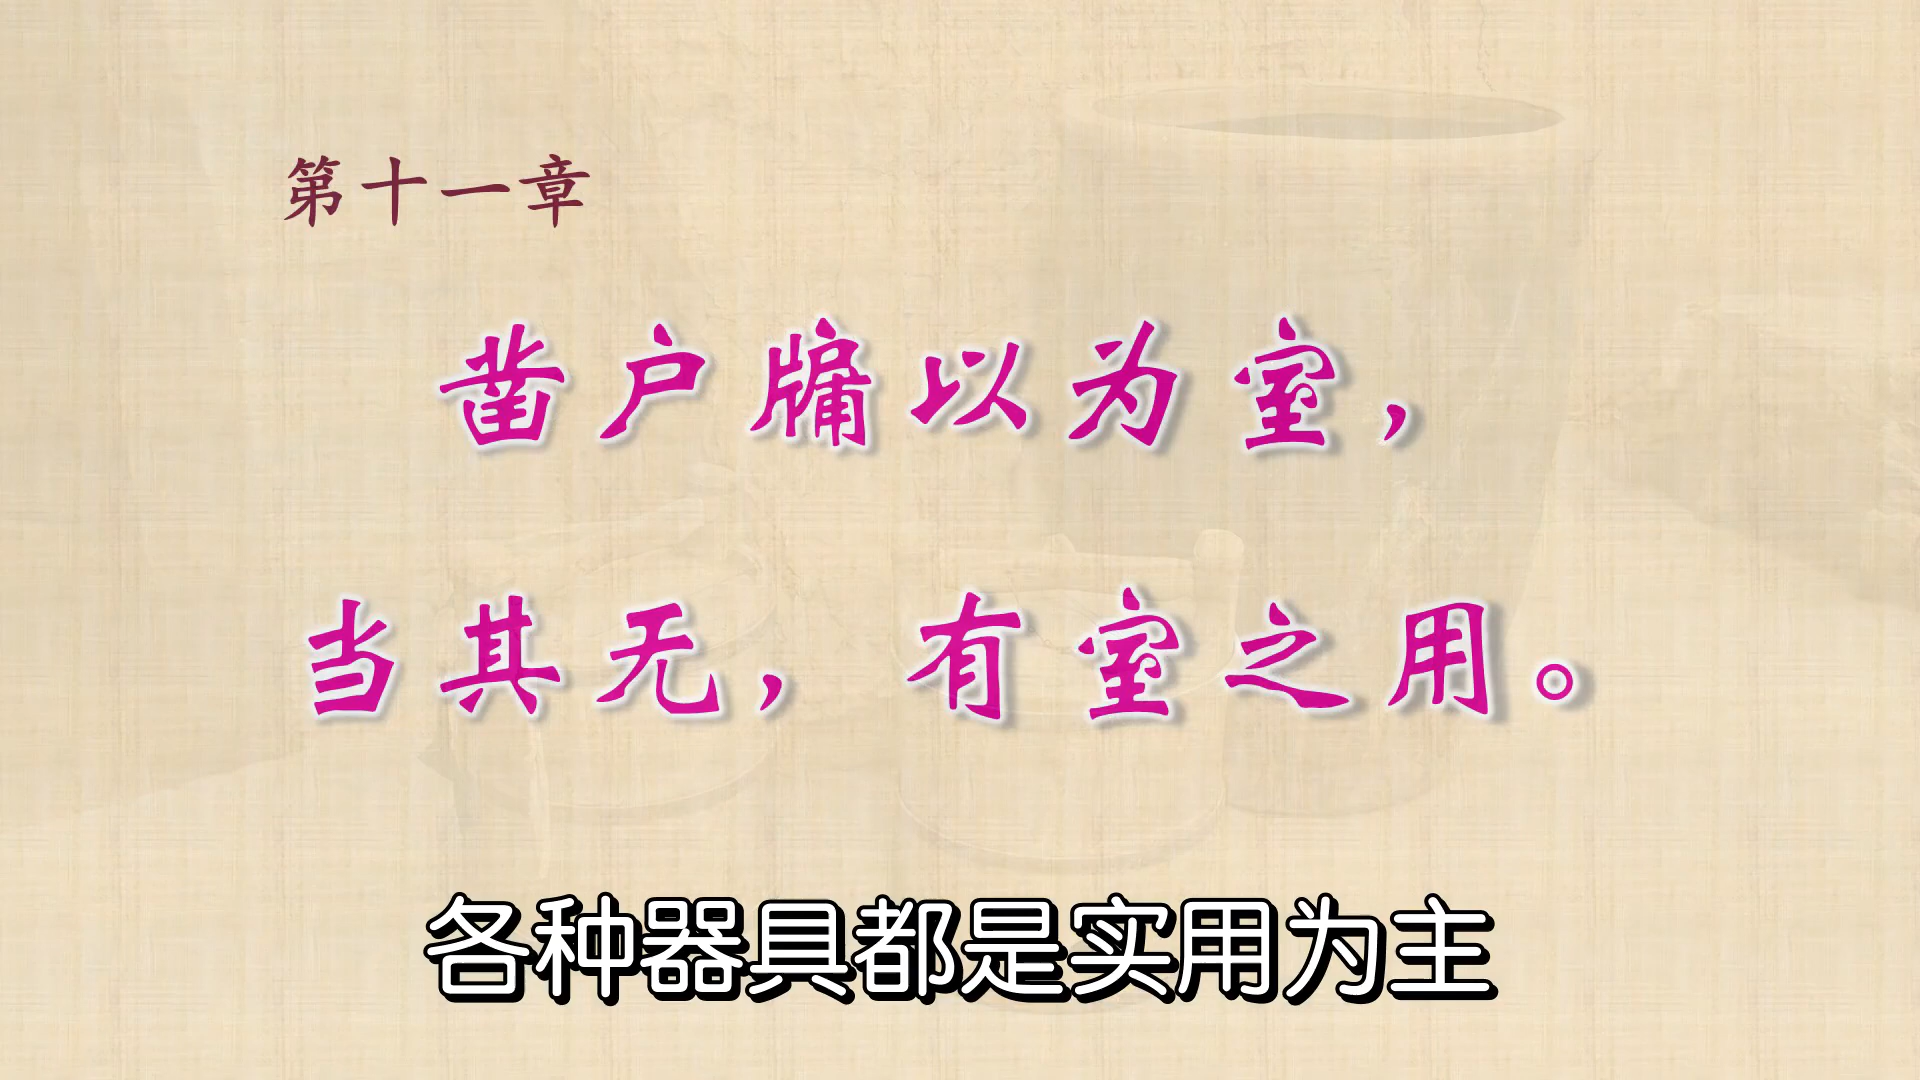 第十一章
凿户牖以为室，
当其无，有室之用。
各种器具都是实用为主